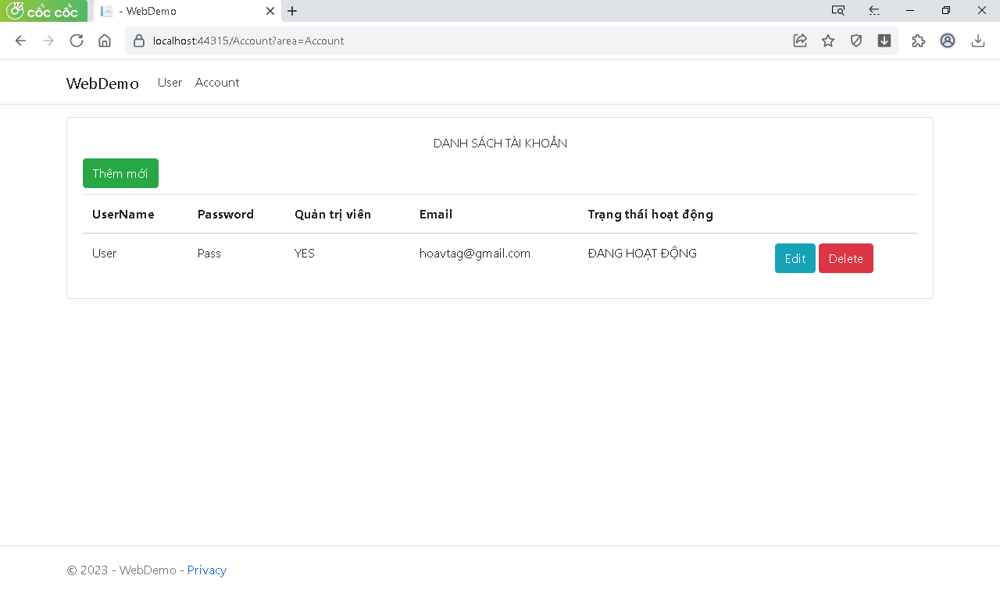 cốc cốc
- WebDemo
localhost:44315/Account?area=Account
WebDemo User Account
DANH SÁCH TÀI KHOẢN
Thêm mới
UserName Password Quản trị viên Email Trạng thái hoạt động
User Pass YES hoavtag@gmail.com ĐANG HOẠT ĐỘNG Edit Delete
© 2023 - WebDemo - Privacy